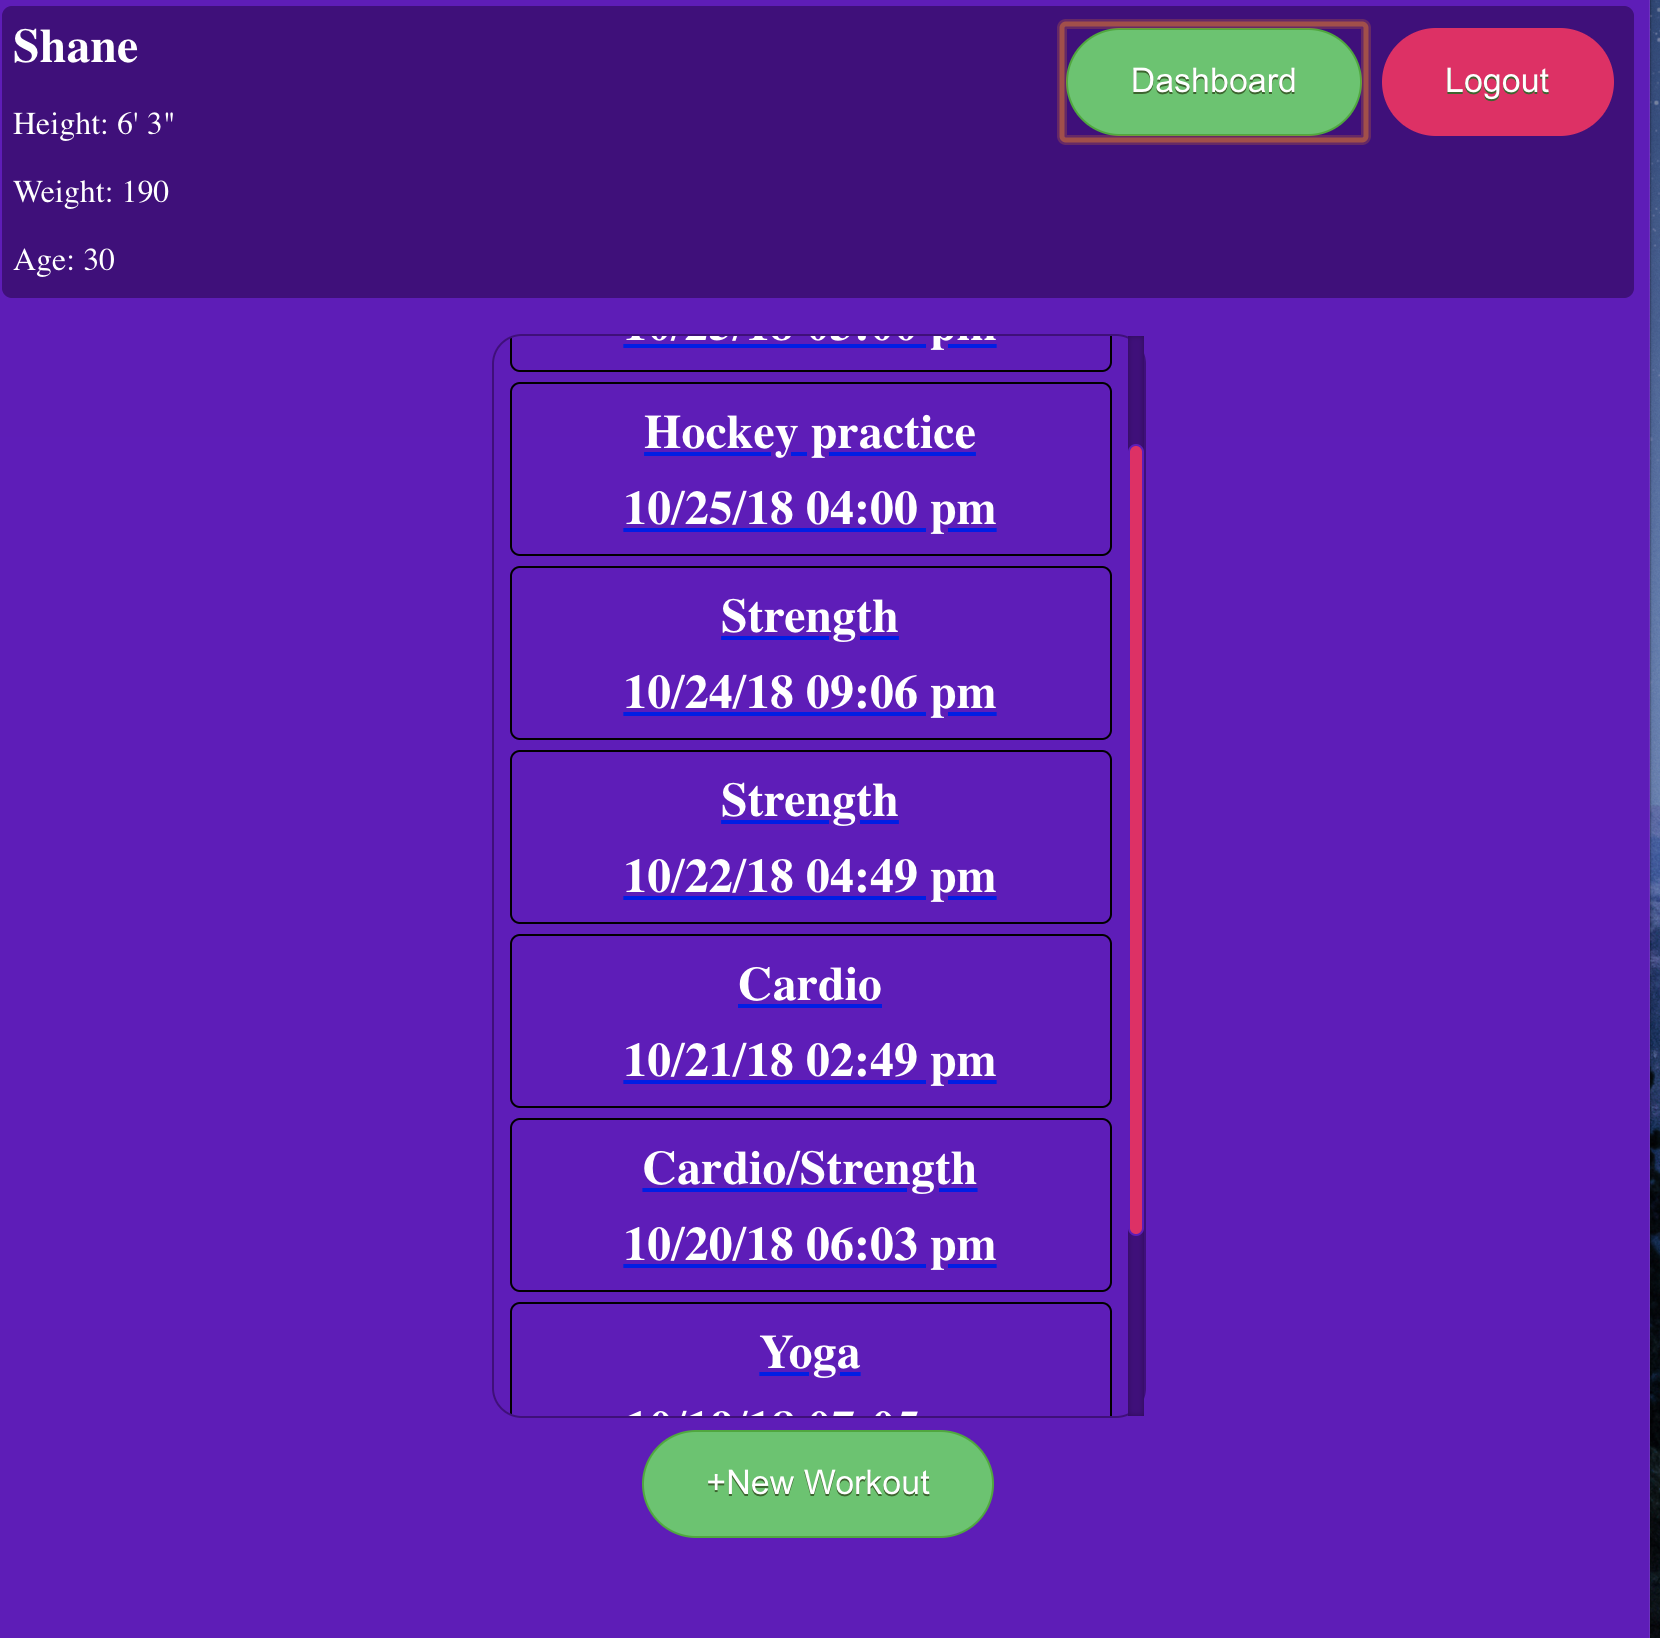 Shane
Dashboard
Logout
Height: 6' 3"
Weight: 190
Age: 30
pm
Hockey practice
10/25/18 04:00 pm
Strength
10/24/18 09:06 pm
Strength
10/22/18 04:49 pm
Cardio
10/21/18 02:49 pm
Cardio/Strength
10/20/18 06:03 pm
Yoga
+New Workout